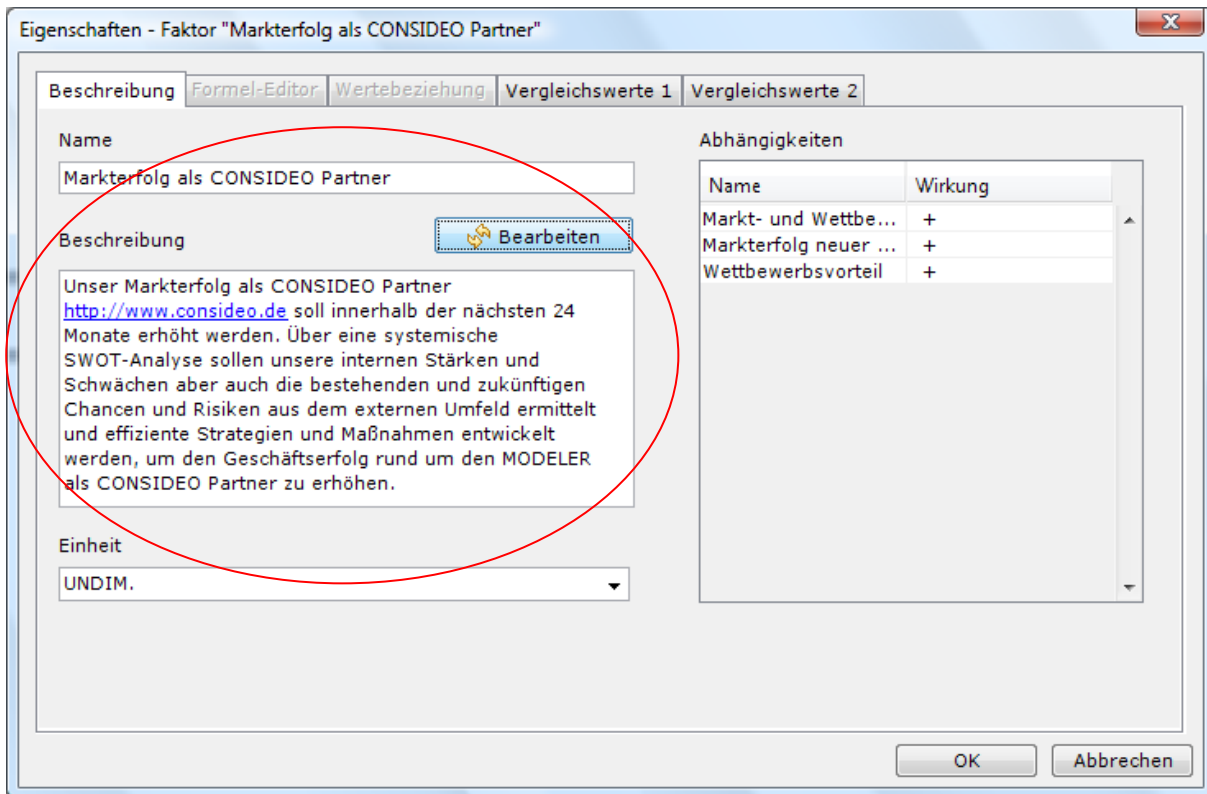 Eigenschaften - Faktor "Markterfolg als CONSIDEO Partner"
Beschreibung Formel-Editor Wertebeziehung Vergleichswerte 1 Vergleichswerte 2
Name
Markterfolg als CONSIDEO Partner
Beschreibung
Bearbeiten
Unser Markterfolg als CONSIDEO Partner
http://www.consideo.de soll innerhalb der nächsten 24
Monate erhöht werden. Über eine systemische
SWOT-Analyse sollen unsere internen Stärken und
Schwächen aber auch die bestehenden und zukünftigen
Chancen und Risiken aus dem externen Umfeld ermittelt
und effiziente Strategien und Maßnahmen entwickelt
werden, um den Geschäftserfolg rund um den MODELER
als CONSIDEO Partner zu erhöhen.
Einheit
UNDIM.
Abhängigkeiten
Name Wirkung
Markt- und Wettbe... +
Markterfolg neuer ... +
Wettbewerbsvorteil +
OK Abbrechen